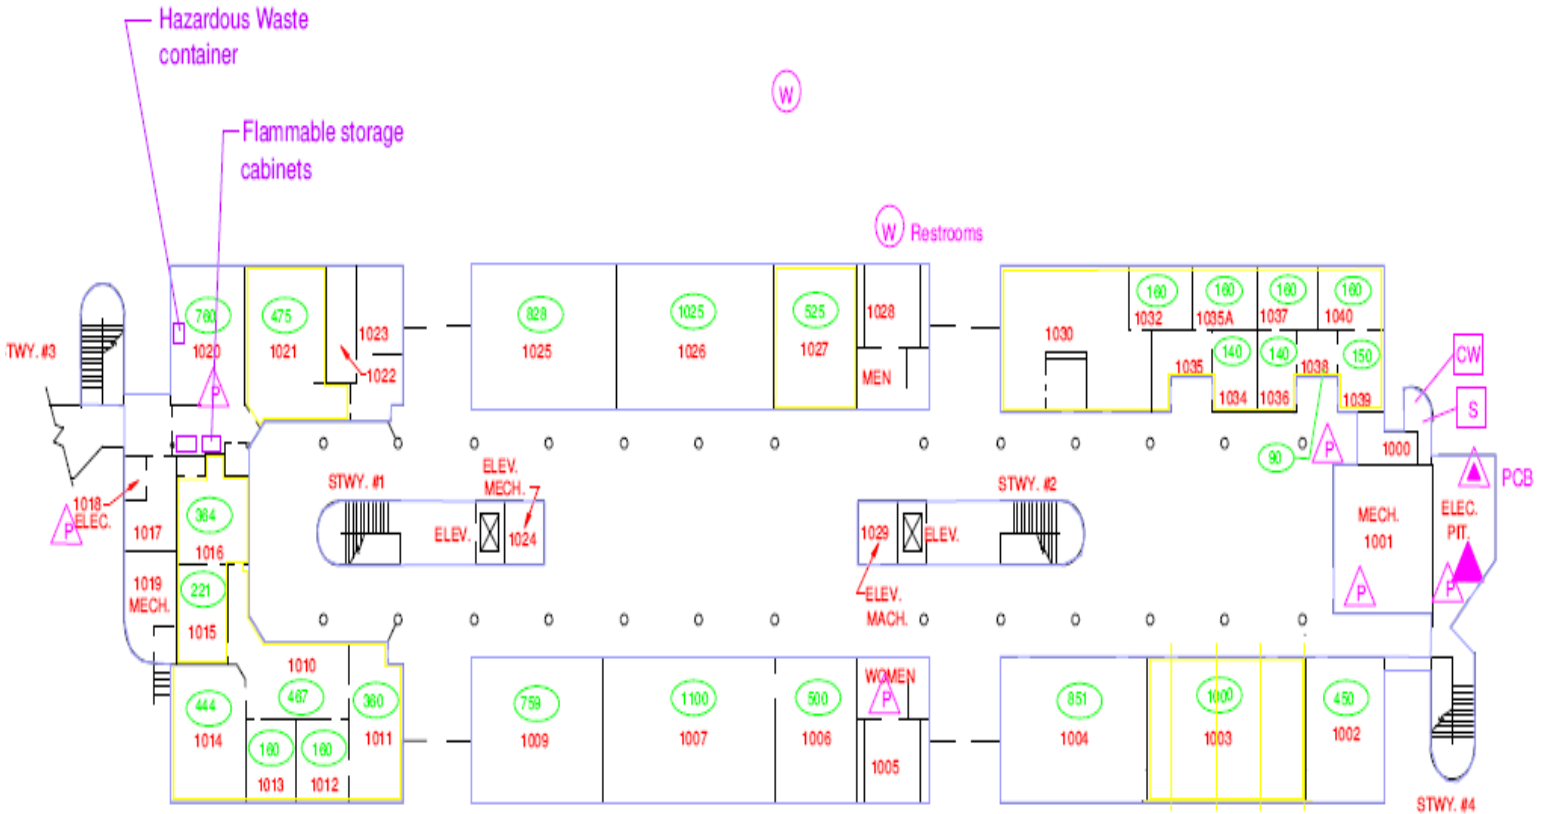 Hazardous Waste
container
W
Flammable storage
cabinets
W Restrooms
760
1020
475
1021
1022
1023
828
1025
1025
1026
525
1027
1028
MEN
1030
160
1032
160
1035A
160
1037
160
1040
1035
140
1034
140
1036
1038
150
1039
TWY. #3
P
CW
S
90
P
1000
PCB
1018
ELEC.
P
1017
364
1016
STWY. #1
ELEV.
ELEV.
MECH.
1024
1029
ELEV.
STWY. #2
ELEV.
MACH.
MECH.
1001
P
ELEC.
PIT.
P
1019
MECH.
221
1015
1010
467
444
1014
160
1013
160
1012
360
1011
759
1009
1100
1007
500
1006
WOMEN
P
1005
851
1004
1000
1003
450
1002
STWY. #4